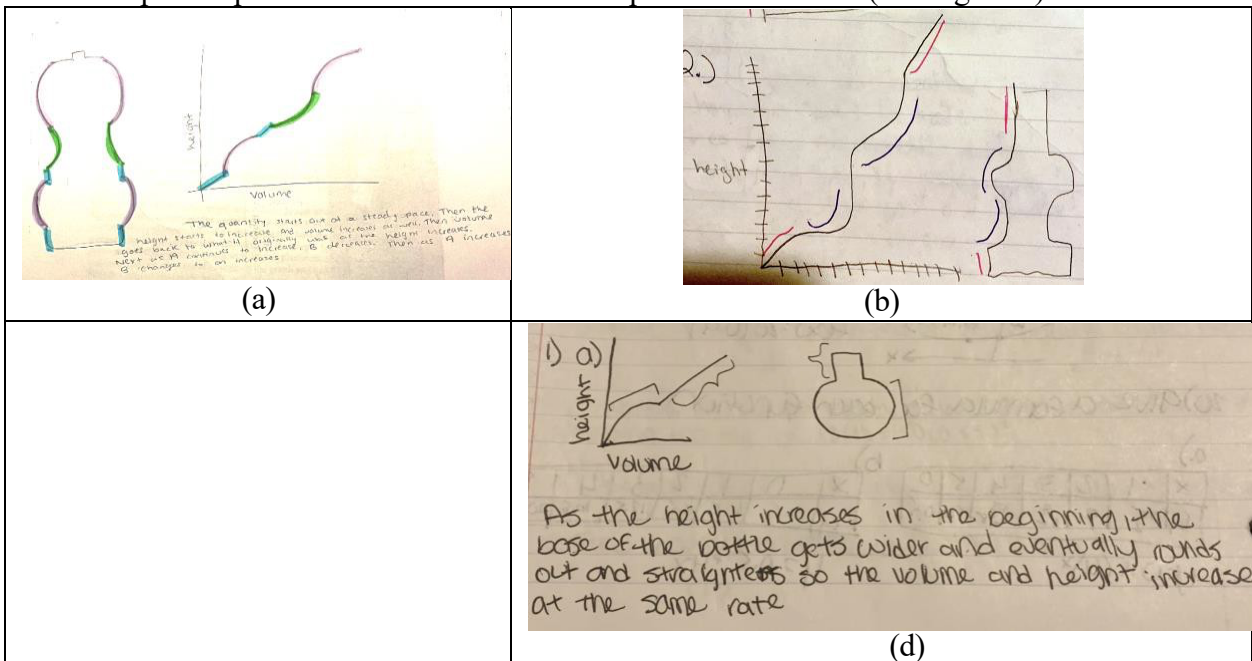 height
Volume
The quantity starts out at a steady pace. Then the
height starts to increase and volume increases as well. Then volume
goes back to what it originally was as the height increases.
Next as A continues to increase, B decreases. Then as A increases
B changes to an increases.
(a)
2.)
height
(b)
1) a)
height
volume
As the height increases in the beginning, the
base of the bottle gets wider and eventually rounds
out and straightens so the volume and height increase
at the same rate
(d)